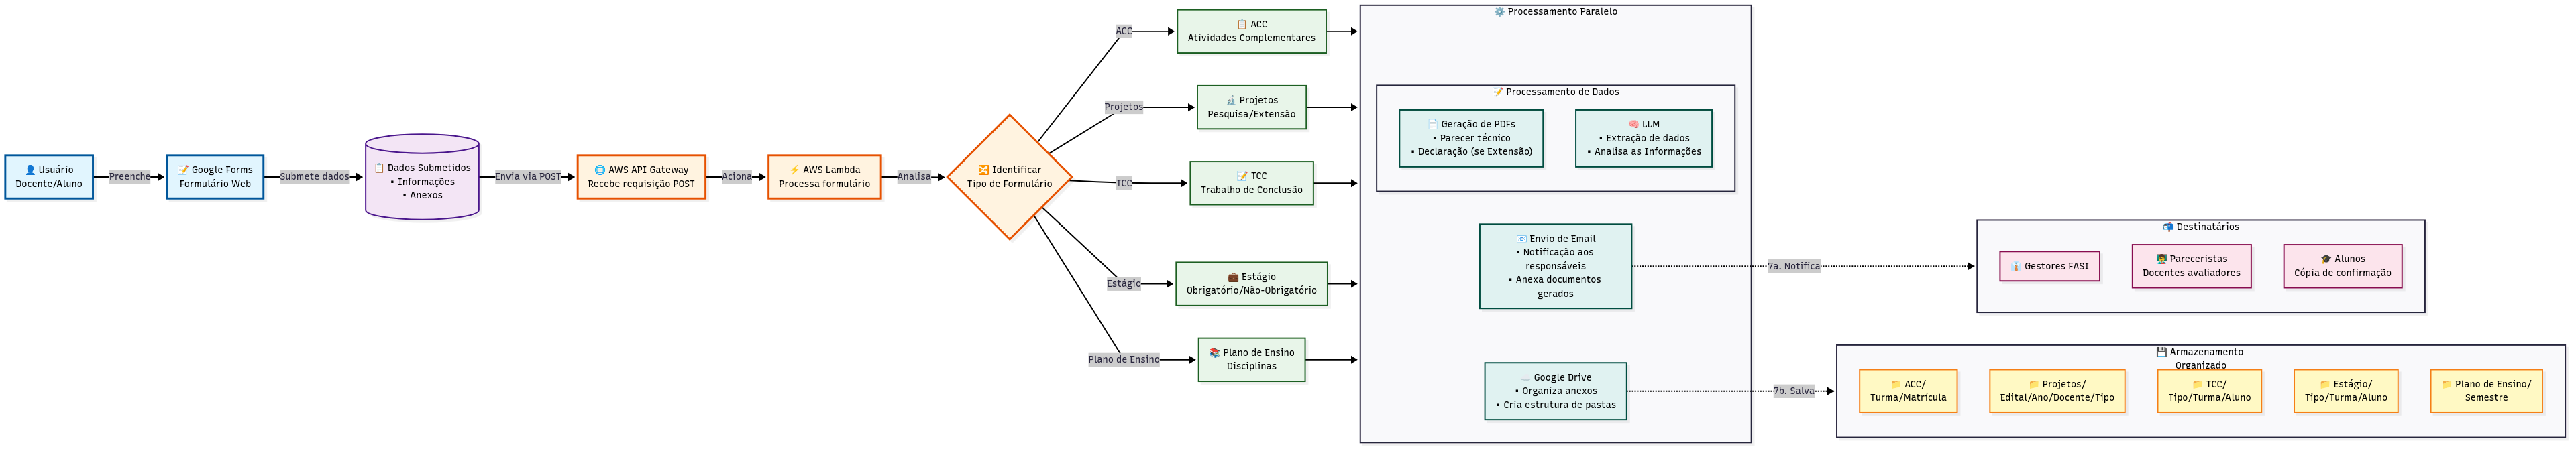 👤 Usuário
Docente/Aluno
Preenche
📝 Google Forms
Formulário Web
Submete dados
📋 Dados Submetidos
• Informações
• Anexos
Envia via POST
🌐 AWS API Gateway
Recebe requisição POST
Aciona
⚡ AWS Lambda
Processa formulário
Analisa
🔀 Identificar
Tipo de Formulário
ACC
Projetos
TCC
Estágio
Plano de Ensino
📋 ACC
Atividades Complementares
🔬 Projetos
Pesquisa/Extensão
📝 TCC
Trabalho de Conclusão
💼 Estágio
Obrigatório/Não-Obrigatório
📚 Plano de Ensino
Disciplinas
⚙️ Processamento Paralelo
📝 Processamento de Dados
📄 Geração de PDFs
• Parecer técnico
• Declaração (se Extensão)
🧠 LLM
• Extração de dados
• Analisa as Informações
📧 Envio de Email
• Notificação aos
responsáveis
• Anexa documentos
gerados
☁️ Google Drive
• Organiza anexos
• Cria estrutura de pastas
7a. Notifica
7b. Salva
📬 Destinatários
👔 Gestores FASI
👨‍🏫 Pareceristas
Docentes avaliadores
🎓 Alunos
Cópia de confirmação
💾 Armazenamento
Organizado
📁 ACC/
Turma/Matrícula
📁 Projetos/
Edital/Ano/Docente/Tipo
📁 TCC/
Tipo/Turma/Aluno
📁 Estágio/
Tipo/Turma/Aluno
📁 Plano de Ensino/
Semestre